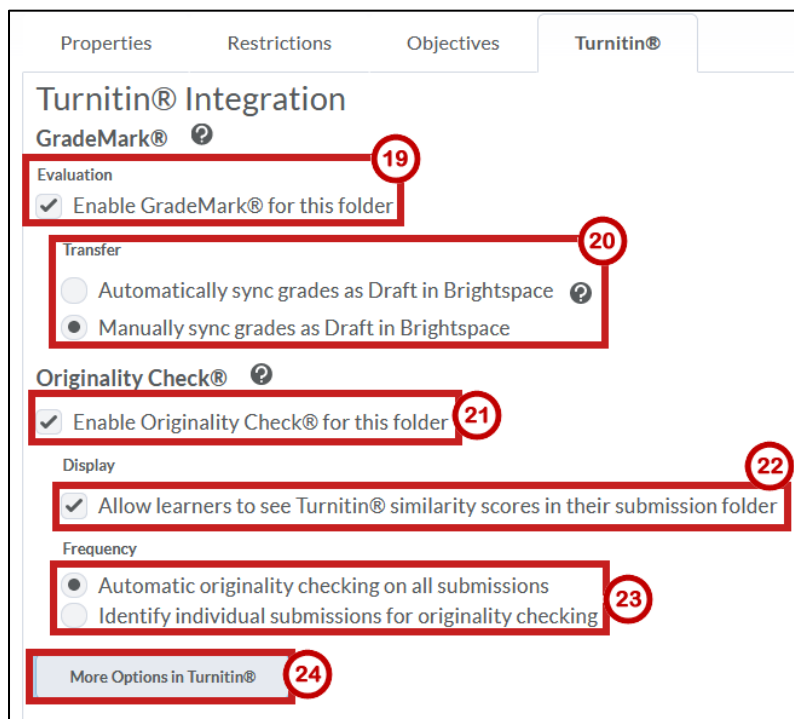 Properties Restrictions Objectives Turnitin®
Turnitin® Integration
GradeMark® ?
19
Evaluation
Enable GradeMark® for this folder
20
Transfer
Automatically sync grades as Draft in Brightspace ?
Manually sync grades as Draft in Brightspace
Originality Check® ?
Enable Originality Check® for this folder 21
Display 22
Allow learners to see Turnitin® similarity scores in their submission folder
Frequency
Automatic originality checking on all submissions
23
Identify individual submissions for originality checking
More Options in Turnitin® 24